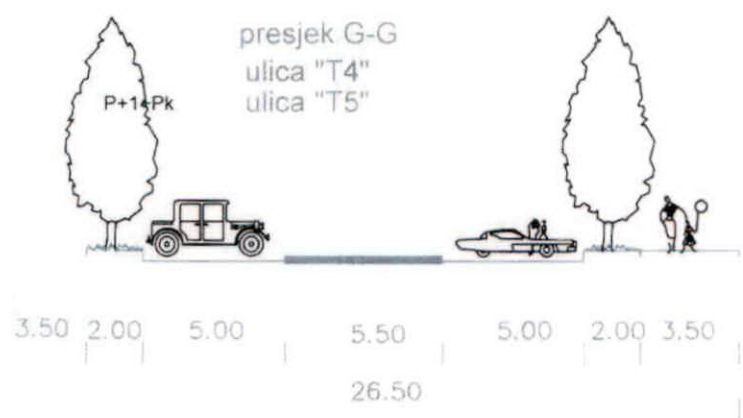 presjek G-G
ulica "T4"
P+1+Pk
ulica "T5"
3.50 2.00 5.00 5.50 5.00 2.00 3.50
26.50